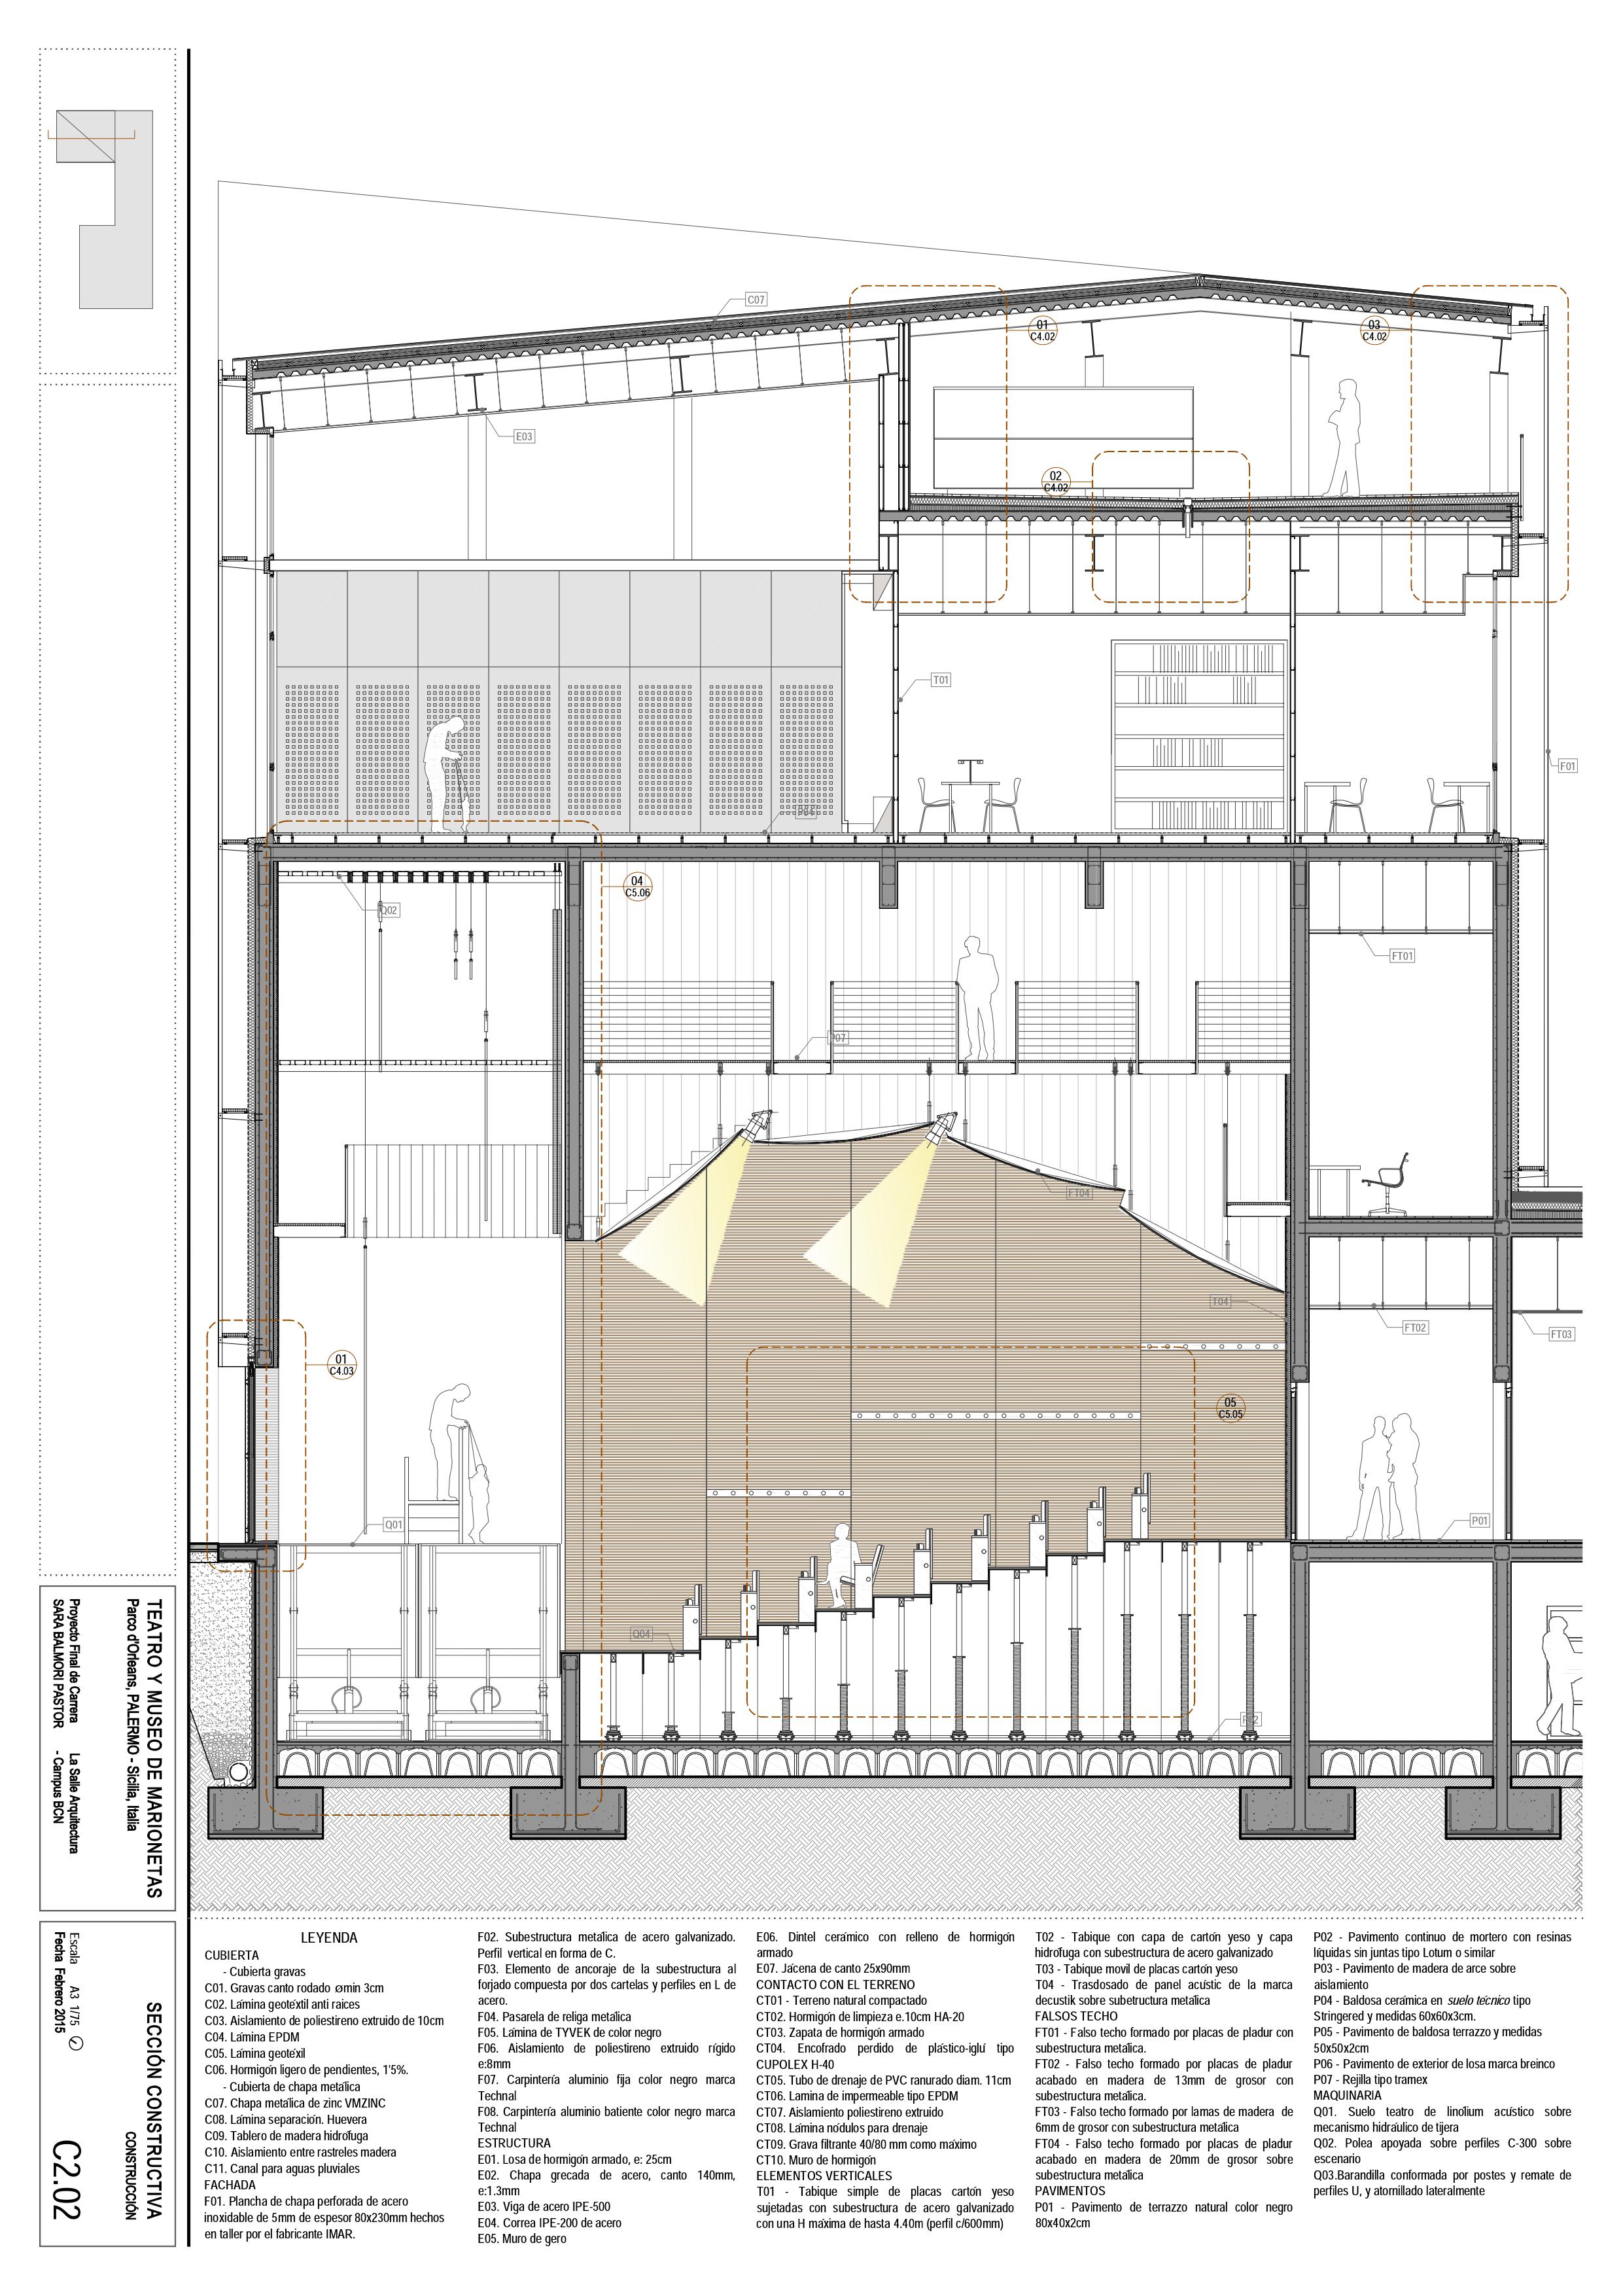 C07
01
C4.02
03
C4.02
E03
02
C4.02
T01
F01
04
C5.06
Q02
FT01
P07
FT04
T04
FT02
FT03
01
C4.03
05
C5.05
Q01
P01
Q04
TEATRO Y MUSEO DE MARIONETAS
Parco d'Orleans, PALERMO - Sicilia, Italia
Proyecto Final de Carrera La Salle Arquitectura
SARA BALMORI PASTOR - Campus BCN
SECCIÓN CONSTRUCTIVA
CONSTRUCCIÓN
Escala A3 1/75
Fecha Febrero 2015
C2.02
LEYENDA
CUBIERTA
- Cubierta gravas
C01. Gravas canto rodado ømin 3cm
C02. Lámina geotéxtil anti raices
C03. Aislamiento de poliestireno extruido de 10cm
C04. Lámina EPDM
C05. Lámina geotéxil
C06. Hormigón ligero de pendientes, 1'5%.
- Cubierta de chapa metálica
C07. Chapa metálica de zinc VMZINC
C08. Lámina separación. Huevera
C09. Tablero de madera hidrófuga
C10. Aislamiento entre rastreles madera
C11. Canal para aguas pluviales
FACHADA
F01. Plancha de chapa perforada de acero
inoxidable de 5mm de espesor 80x230mm hechos
en taller por el fabricante IMAR.
F02. Subestructura metálica de acero galvanizado.
Perfil vertical en forma de C.
F03. Elemento de ancoraje de la subestructura al
forjado compuesta por dos cartelas y perfiles en L de
acero.
F04. Pasarela de religa metálica
F05. Lámina de TYVEK de color negro
F06. Aislamiento de poliestireno extruido rígido
e:8mm
F07. Carpintería aluminio fija color negro marca
Technal
F08. Carpintería aluminio batiente color negro marca
Technal
ESTRUCTURA
E01. Losa de hormigón armado, e: 25cm
E02. Chapa grecada de acero, canto 140mm,
e:1.3mm
E03. Viga de acero IPE-500
E04. Correa IPE-200 de acero
E05. Muro de gero
E06. Dintel cerámico con relleno de hormigón
armado
E07. Jácena de canto 25x90mm
CONTACTO CON EL TERRENO
CT01 - Terreno natural compactado
CT02. Hormigón de limpieza e.10cm HA-20
CT03. Zapata de hormigón armado
CT04. Encofrado perdido de plástico-iglú tipo
CUPOLEX H-40
CT05. Tubo de drenaje de PVC ranurado diam. 11cm
CT06. Lamina de impermeable tipo EPDM
CT07. Aislamiento poliestireno extruido
CT08. Lámina nódulos para drenaje
CT09. Grava filtrante 40/80 mm como máximo
CT10. Muro de hormigón
ELEMENTOS VERTICALES
T01 - Tabique simple de placas cartón yeso
sujetadas con subestructura de acero galvanizado
con una H máxima de hasta 4.40m (perfil c/600mm)
T02 - Tabique con capa de cartón yeso y capa
hidrófuga con subestructura de acero galvanizado
T03 - Tabique movil de placas cartón yeso
T04 - Trasdosado de panel acústic de la marca
decustik sobre subetructura metálica
FALSOS TECHO
FT01 - Falso techo formado por placas de pladur con
subestructura metálica.
FT02 - Falso techo formado por placas de pladur
acabado en madera de 13mm de grosor con
subestructura metálica.
FT03 - Falso techo formado por lamas de madera de
6mm de grosor con subestructura metálica
FT04 - Falso techo formado por placas de pladur
acabado en madera de 20mm de grosor sobre
subestructura metálica
PAVIMENTOS
P01 - Pavimento de terrazzo natural color negro
80x40x2cm
P02 - Pavimento continuo de mortero con resinas
líquidas sin juntas tipo Lotum o similar
P03 - Pavimento de madera de arce sobre
aislamiento
P04 - Baldosa cerámica en suelo técnico tipo
Stringered y medidas 60x60x3cm.
P05 - Pavimento de baldosa terrazzo y medidas
50x50x2cm
P06 - Pavimento de exterior de losa marca breinco
P07 - Rejilla tipo tramex
MAQUINARIA
Q01. Suelo teatro de linólium acústico sobre
mecanismo hidráulico de tijera
Q02. Polea apoyada sobre perfiles C-300 sobre
escenario
Q03.Barandilla conformada por postes y remate de
perfiles U, y atornillado lateralmente